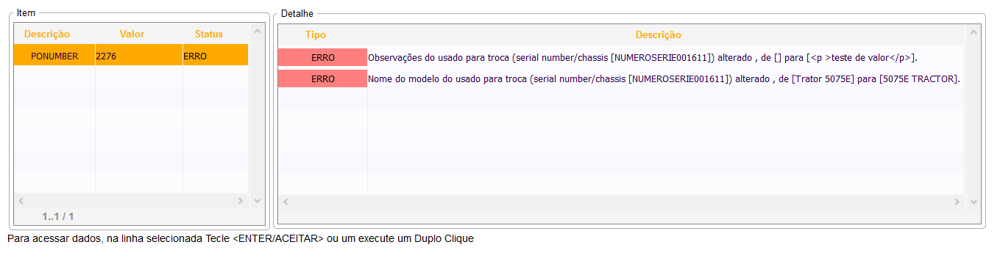 Item
Descrição Valor Status
PONUMBER 2276 ERRO
1..1 / 1
Detalhe
Tipo Descrição
ERRO Observações do usado para troca (serial number/chassis [NUMEROSERIE001611]) alterado , de [] para [<p >teste de valor</p>].
ERRO Nome do modelo do usado para troca (serial number/chassis [NUMEROSERIE001611]) alterado , de [Trator 5075E] para [5075E TRACTOR].
Para acessar dados, na linha selecionada Tecle <ENTER/ACEITAR> ou um execute um Duplo Clique